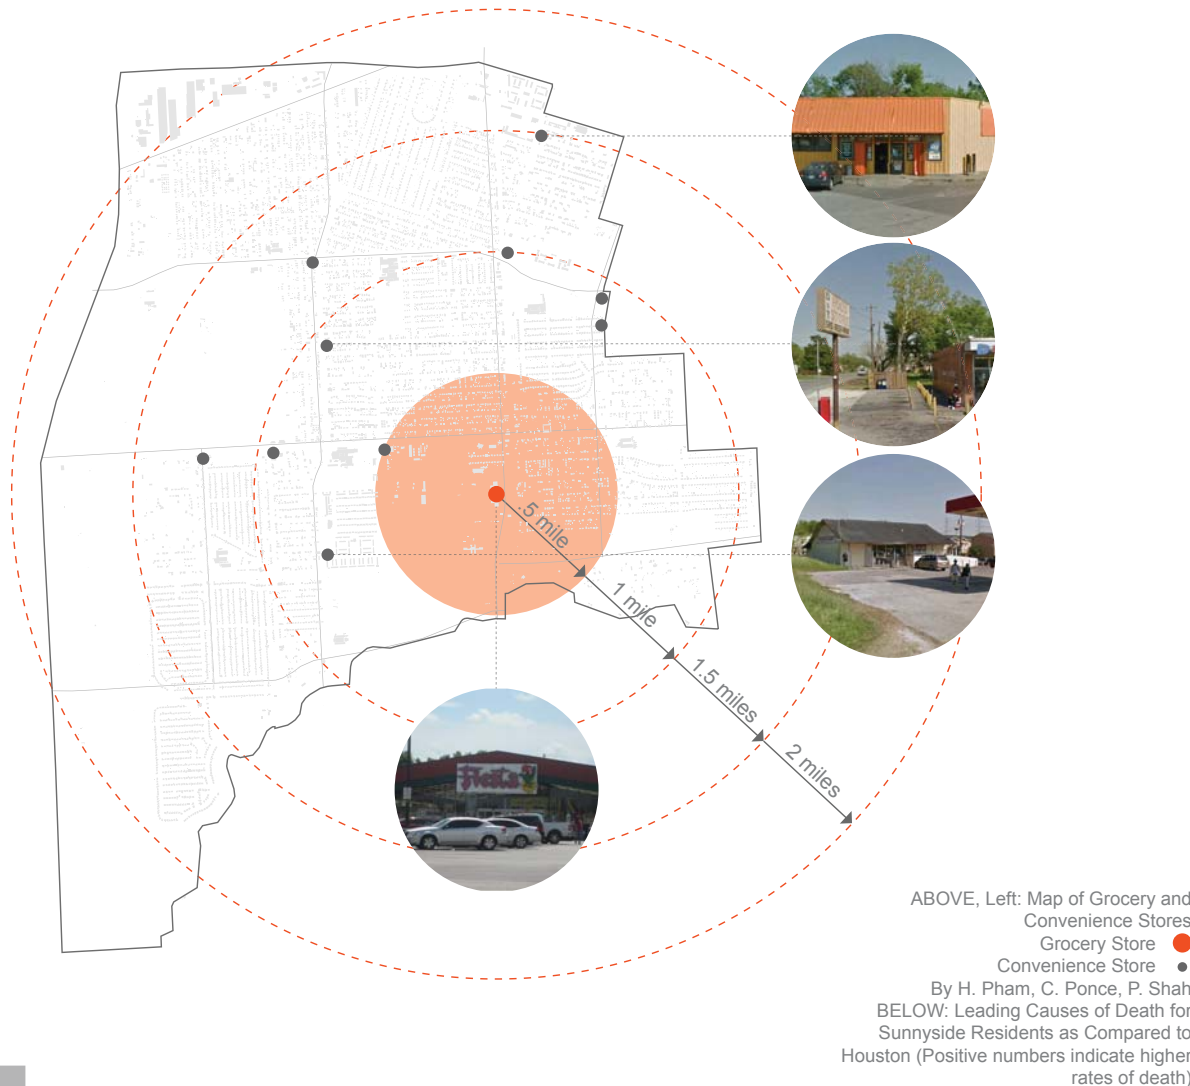 .5 mile
1 mile
1.5 miles
2 miles
Fiesta
ABOVE, Left: Map of Grocery and
Convenience Stores
Grocery Store
Convenience Store
By H. Pham, C. Ponce, P. Shah
BELOW: Leading Causes of Death for
Sunnyside Residents as Compared to
Houston (Positive numbers indicate higher
rates of death)